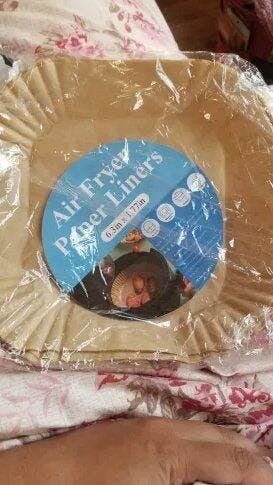 Air Fryer
Paper Liners
6.3in x 1.77in